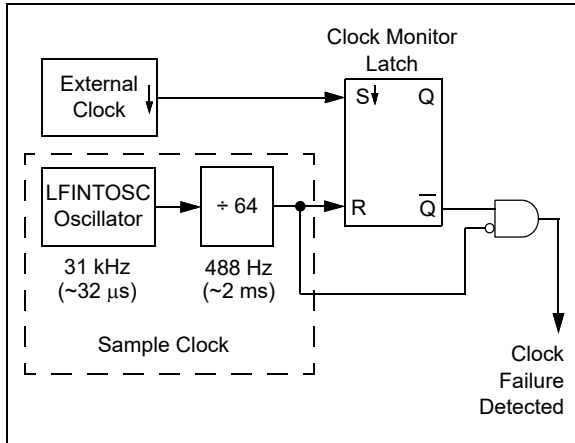 Clock Monitor
Latch
External
Clock
S
Q
LFINTOSC
Oscillator
÷ 64
R
Q̅
31 kHz
(~32 μs)
488 Hz
(~2 ms)
Sample Clock
Clock
Failure
Detected